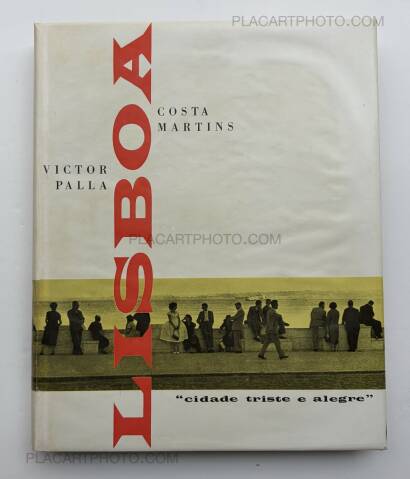 PLACARTPHOTO.COM
LISBOA
COSTA
MARTINS
VICTOR
PALLA
PLACARTPHOTO.COM
"cidade triste e alegre"
PLACARTPHOTO.COM